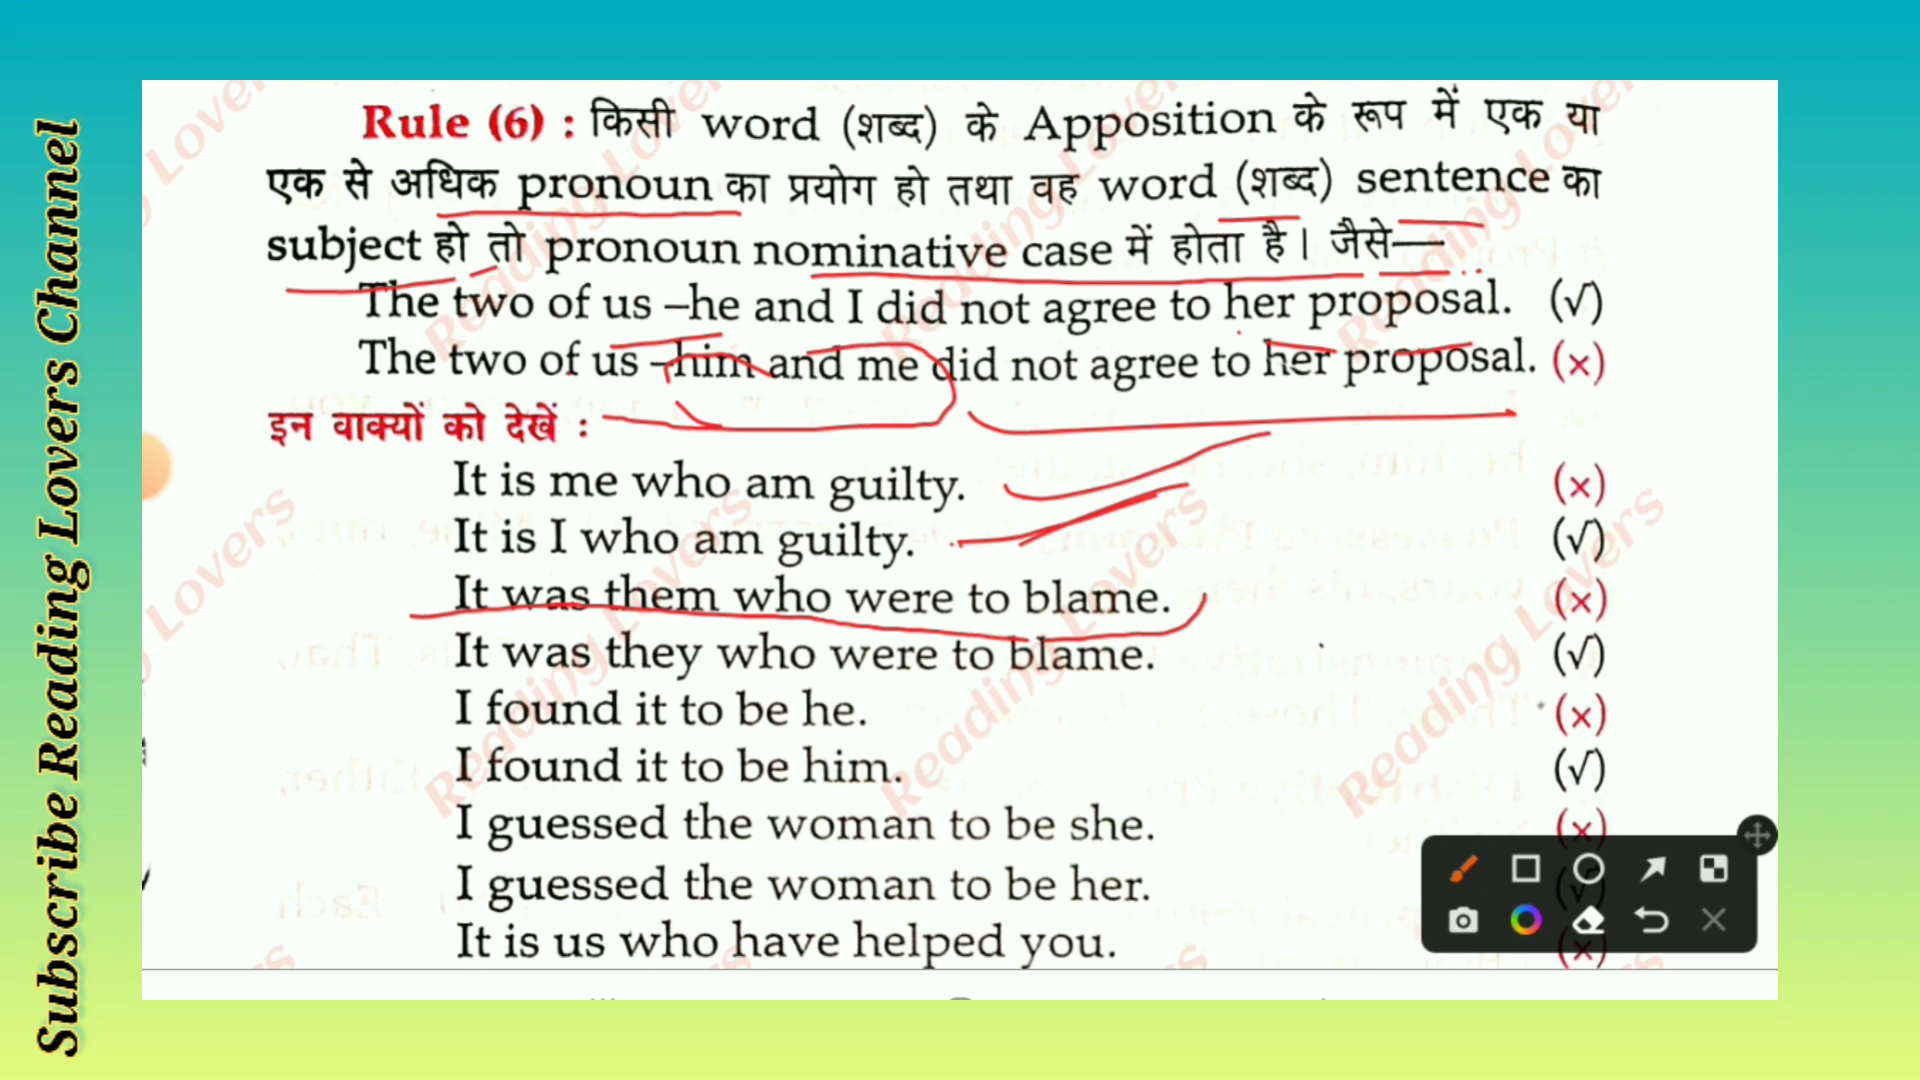 Subscribe Reading Lovers Channel
Rule (6) : किसी word (शब्द) के Apposition के रूप में एक या
एक से अधिक pronoun का प्रयोग हो तथा वह word (शब्द) sentence का
subject हो तो pronoun nominative case में होता है। जैसे—
The two of us –he and I did not agree to her proposal. (√)
The two of us –him and me did not agree to her proposal. (×)
इन वाक्यों को देखें :
It is me who am guilty. (×)
It is I who am guilty. (√)
It was them who were to blame. (×)
It was they who were to blame. (√)
I found it to be he. (×)
I found it to be him. (√)
I guessed the woman to be she. (×)
I guessed the woman to be her. (√)
It is us who have helped you. (×)
Reading Lovers